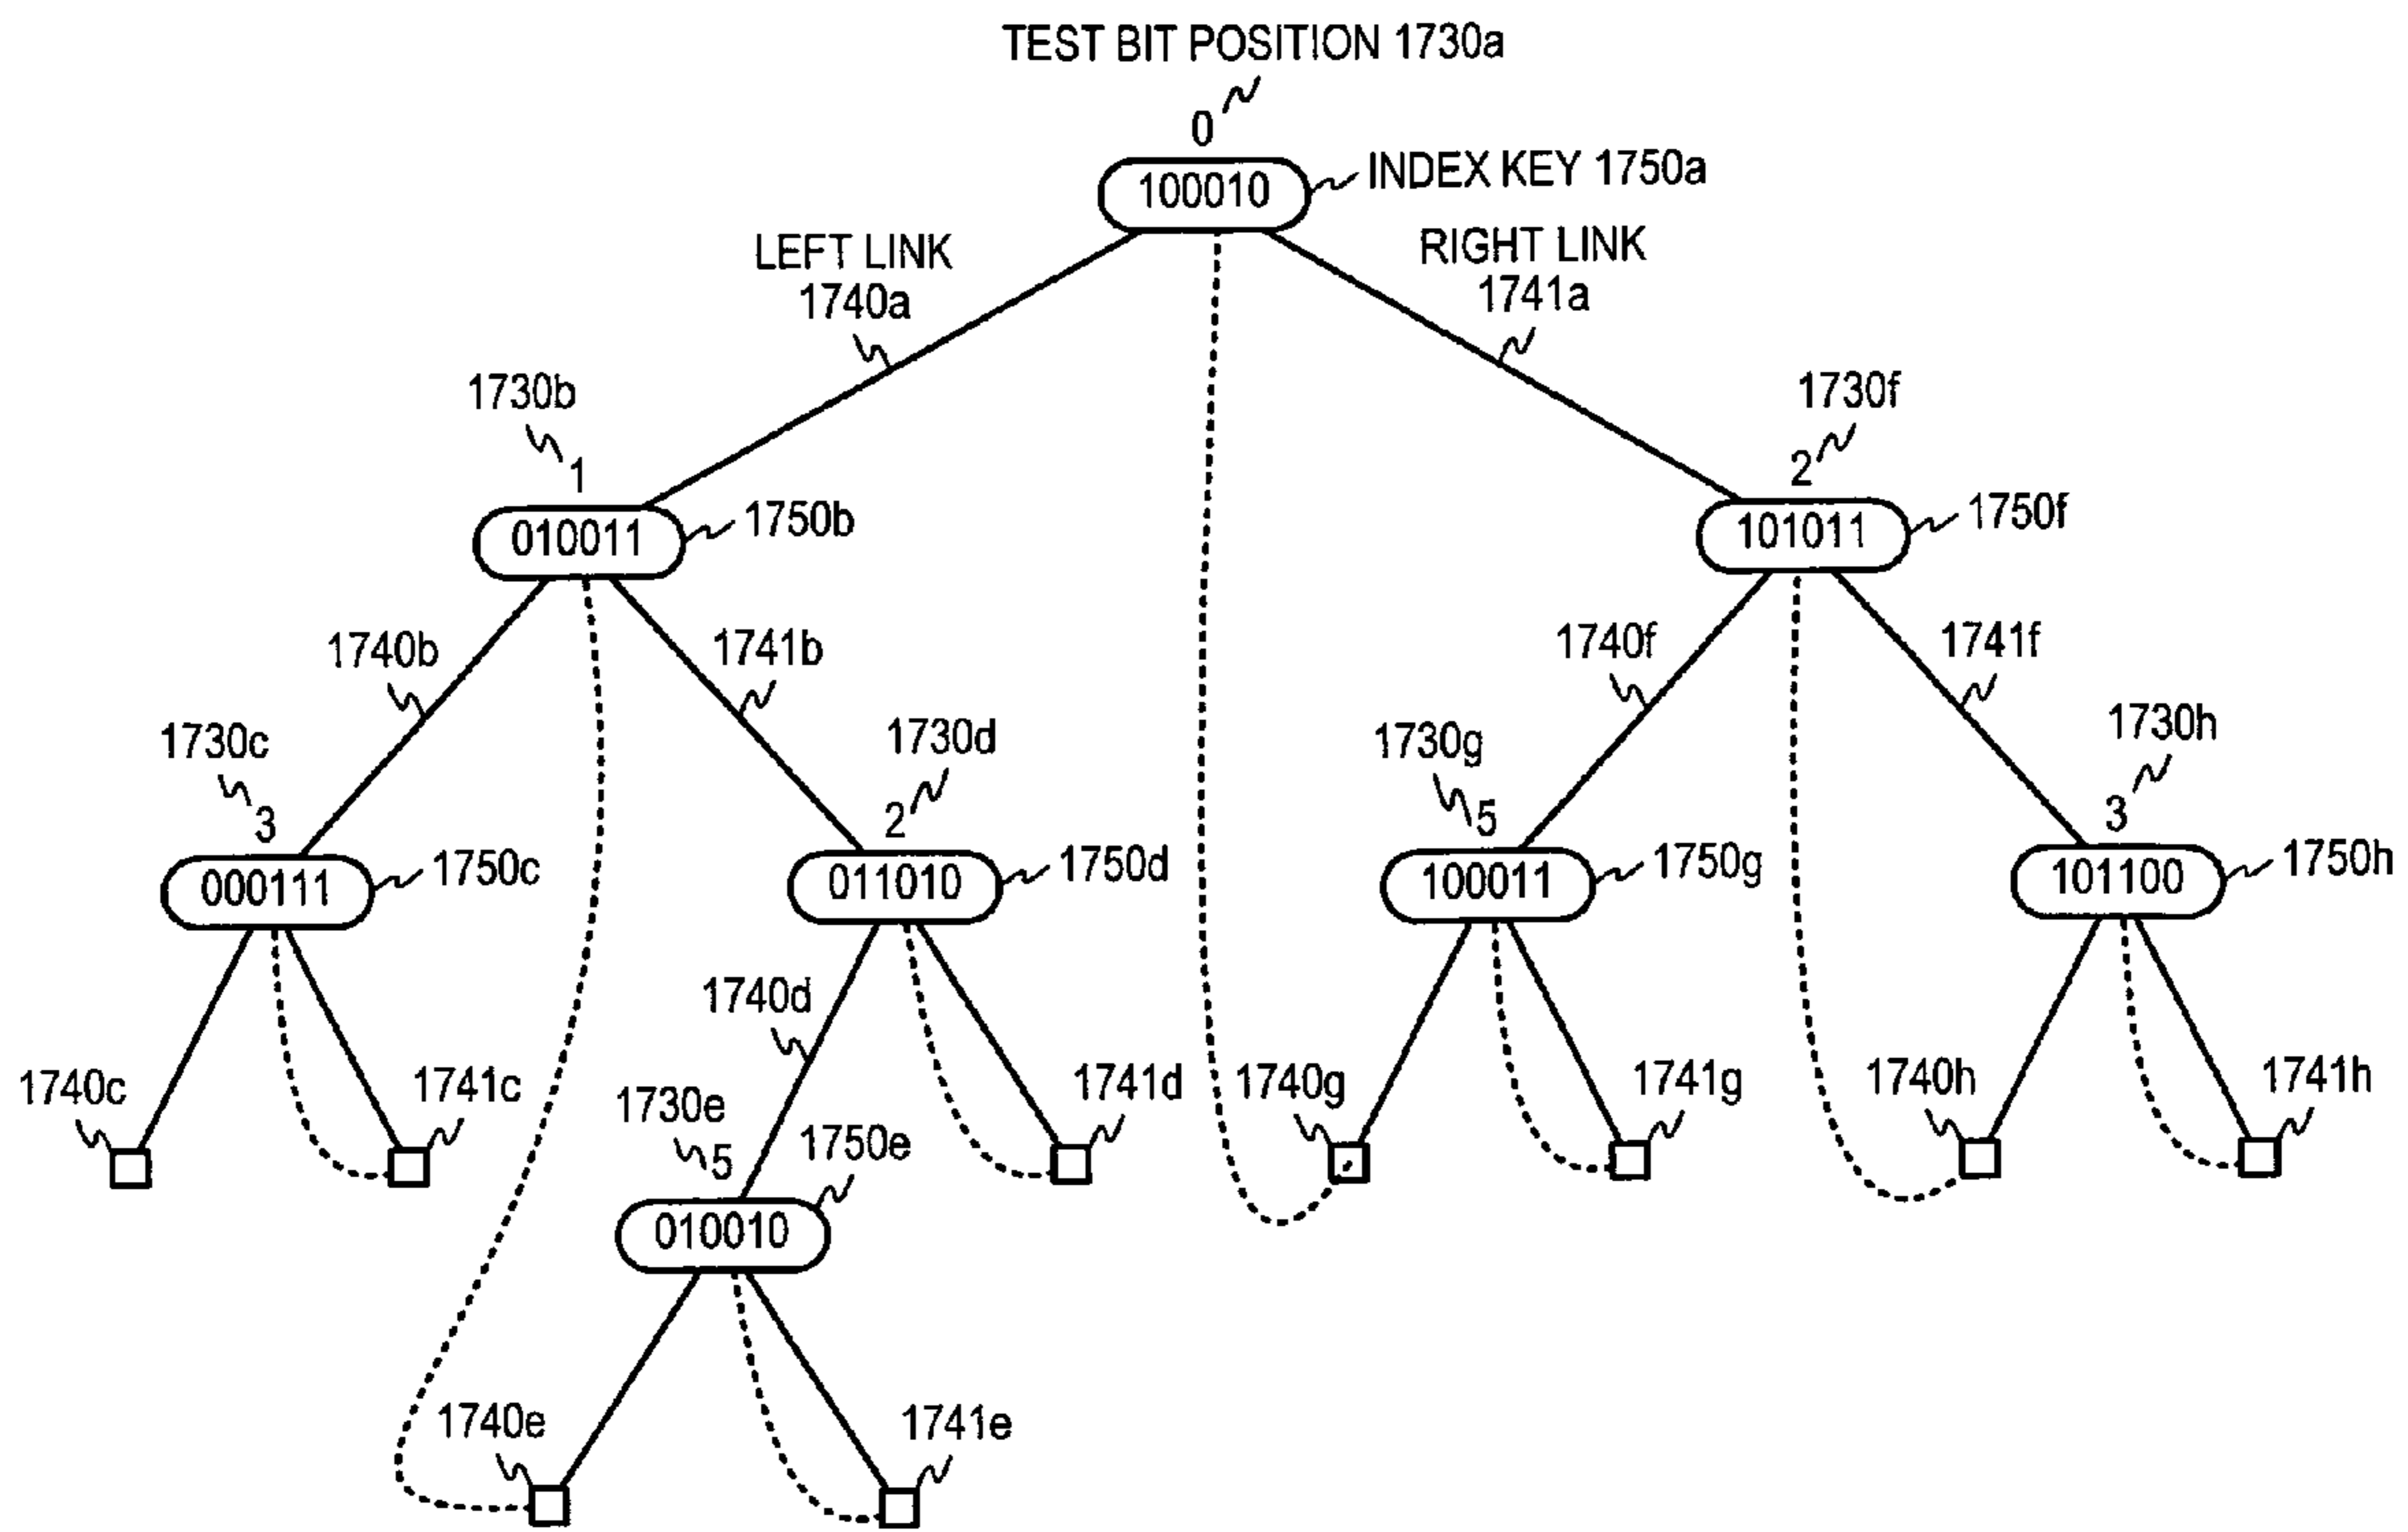 TEST BIT POSITION 1730a
0
100010
INDEX KEY 1750a
LEFT LINK
1740a
RIGHT LINK
1741a
1730b
1
010011
1750b
1730f
2
101011
1750f
1740b
1741b
1740f
1741f
1730c
3
000111
1750c
1730d
2
011010
1750d
1730g
5
100011
1750g
1730h
3
101100
1750h
1740c
1741c
1740d
1741d
1740g
1741g
1740h
1741h
1730e
5
010010
1750e
1740e
1741e